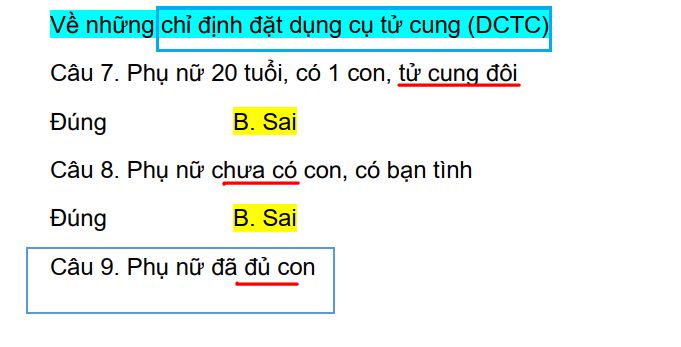 Về những chỉ định đặt dụng cụ tử cung (DCTC)
Câu 7. Phụ nữ 20 tuổi, có 1 con, tử cung đôi
Đúng B. Sai
Câu 8. Phụ nữ chưa có con, có bạn tình
Đúng B. Sai
Câu 9. Phụ nữ đã đủ con